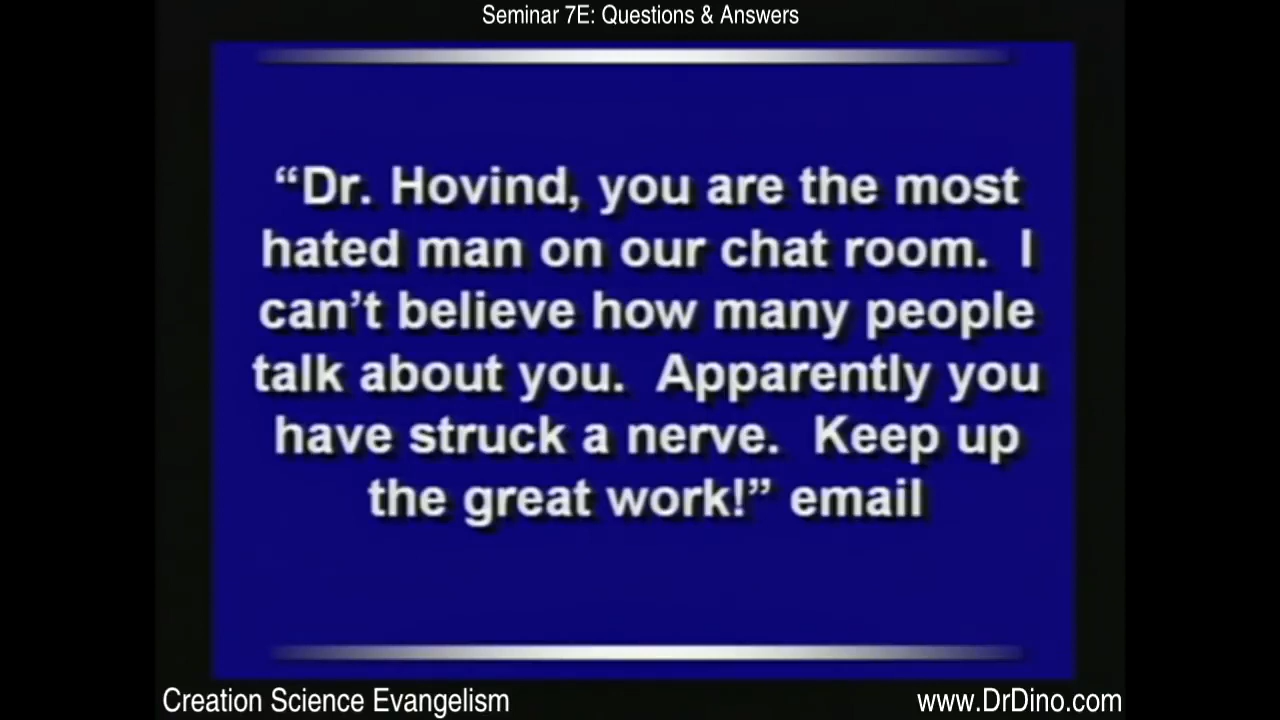 Seminar 7E: Questions & Answers
“Dr. Hovind, you are the most
hated man on our chat room.  I
can’t believe how many people
talk about you.  Apparently you
have struck a nerve.  Keep up
the great work!” email
Creation Science Evangelism
www.DrDino.com